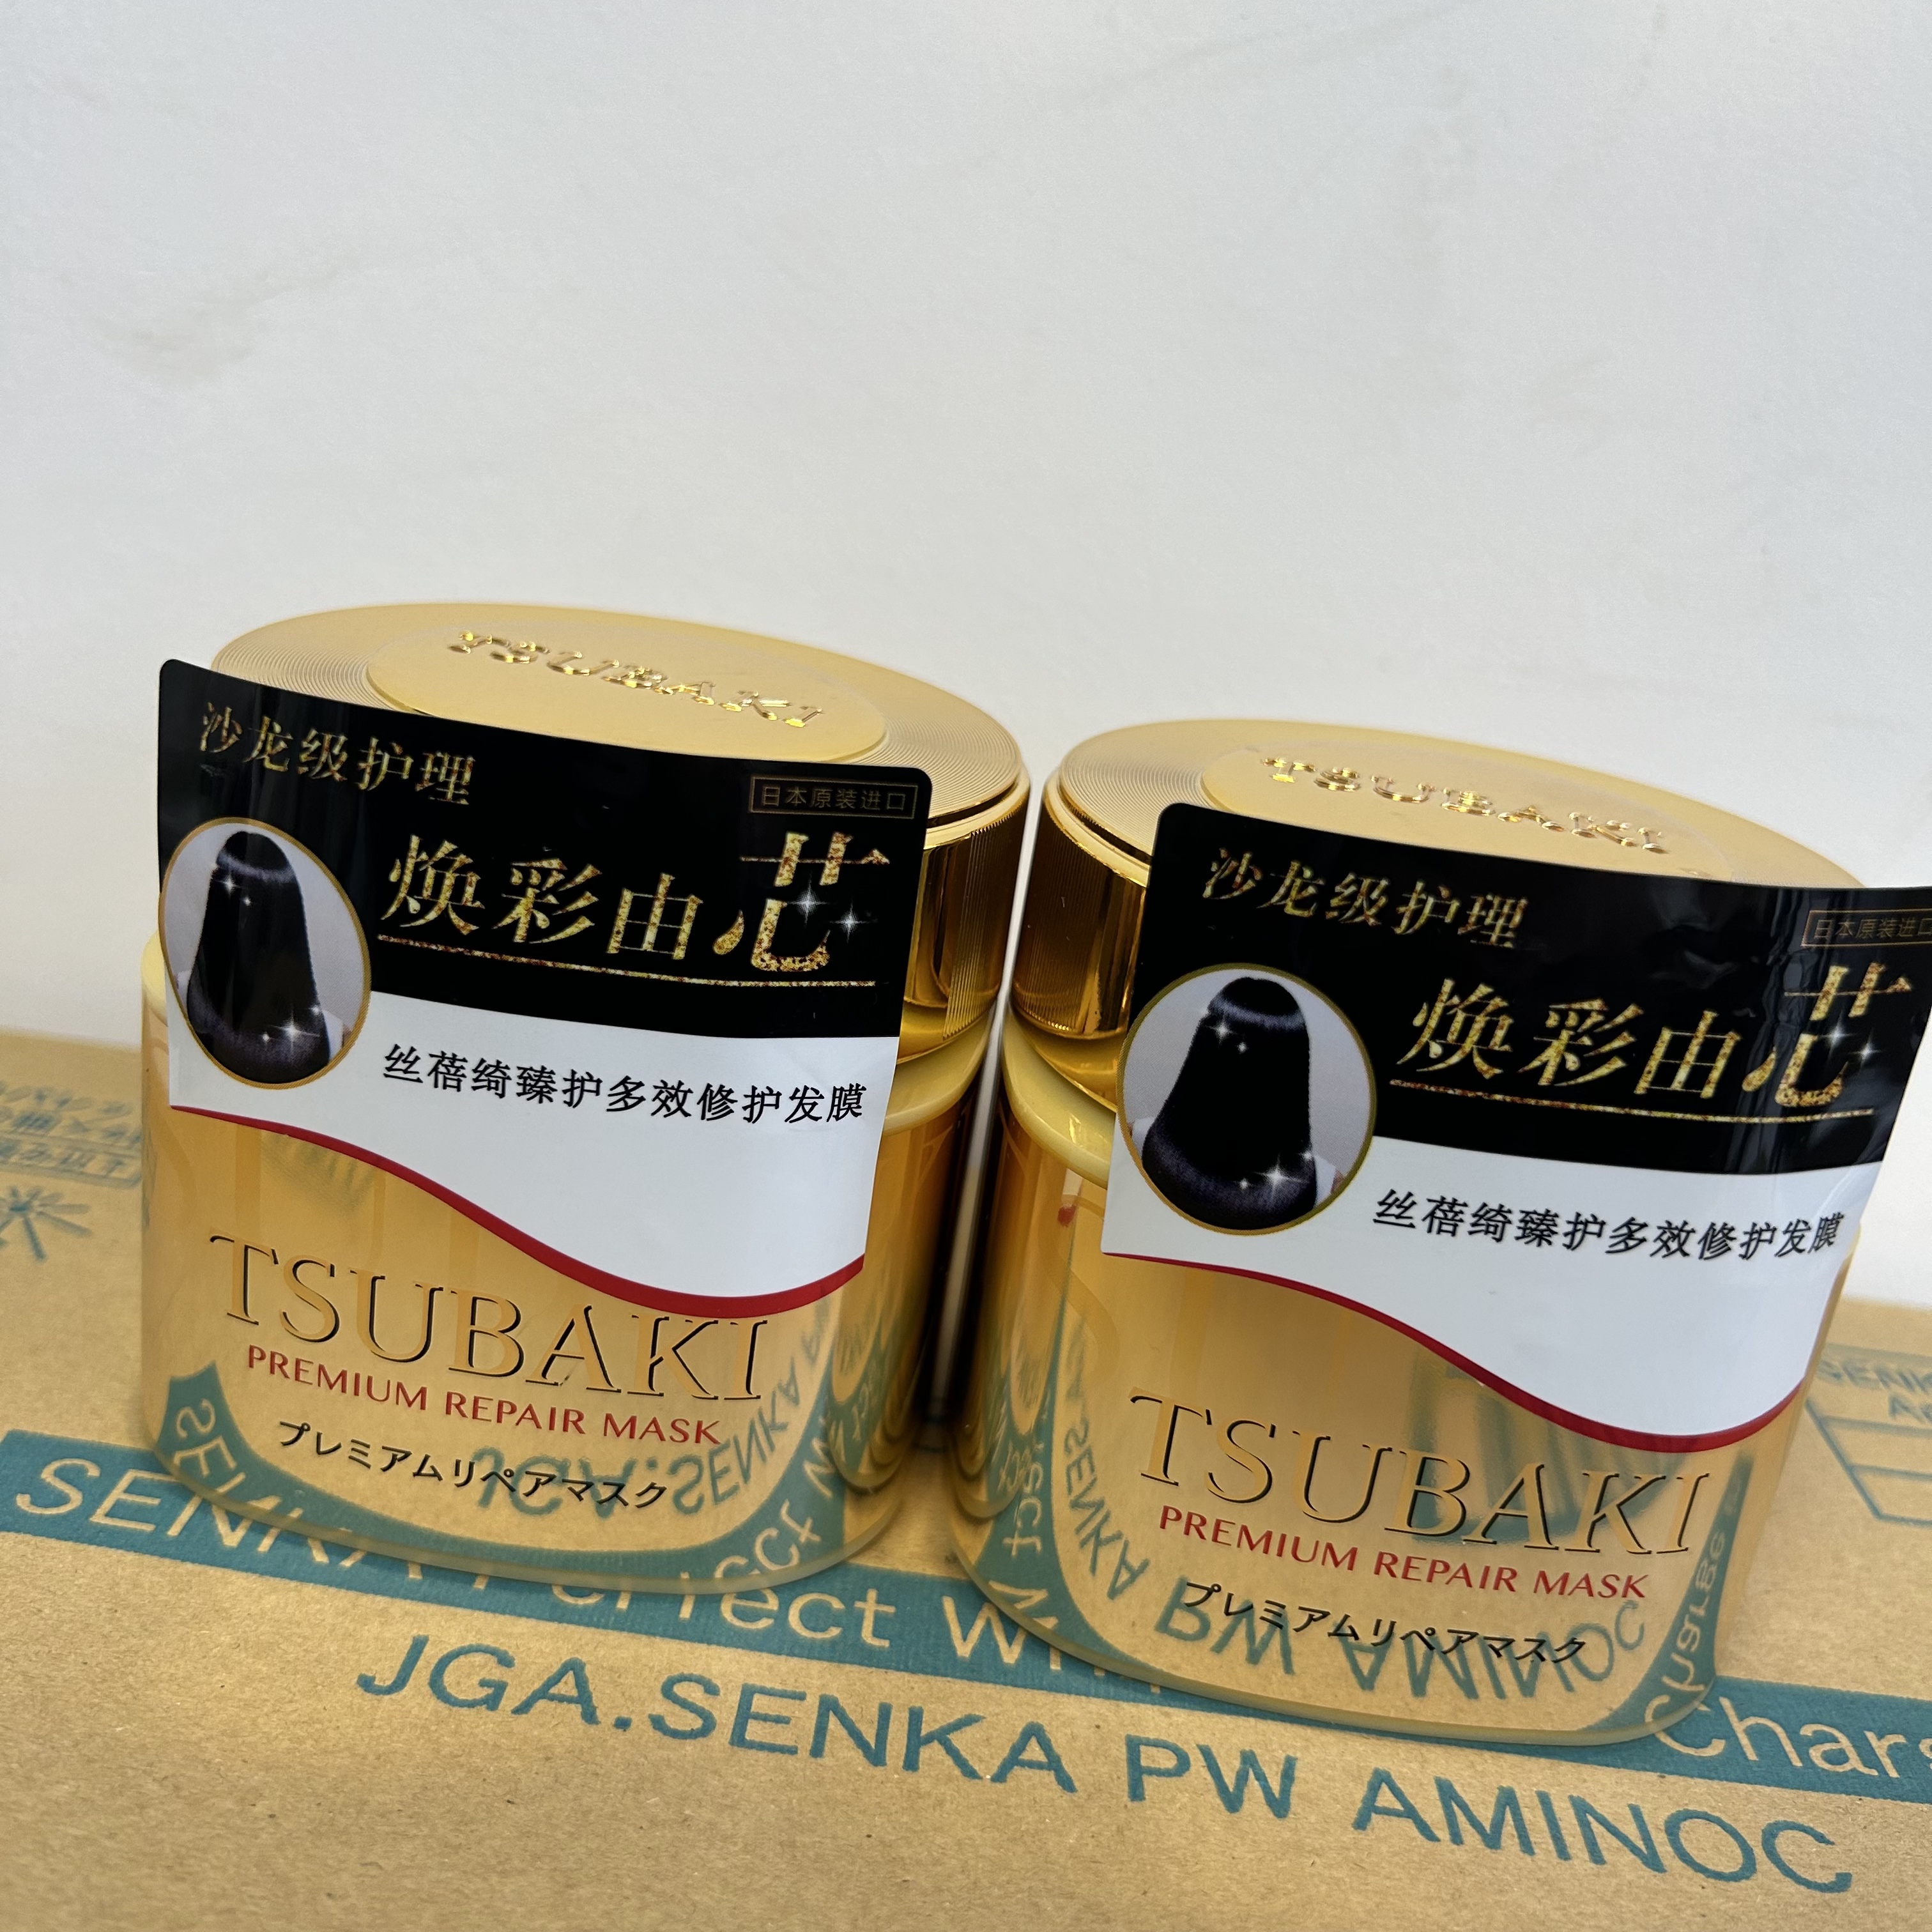 TSUBAKI
沙龙级护理
日本原装进口
焕彩由芯
丝蓓绮臻护多效修护发膜
TSUBAKI
PREMIUM REPAIR MASK
プレミアムリペアマスク
TSUBAKI
沙龙级护理
日本原装进口
焕彩由芯
丝蓓绮臻护多效修护发膜
TSUBAKI
PREMIUM REPAIR MASK
プレミアムリペアマスク
SENKA Perfect Whip
JGA.SENKA PW AMINOC
SENKA